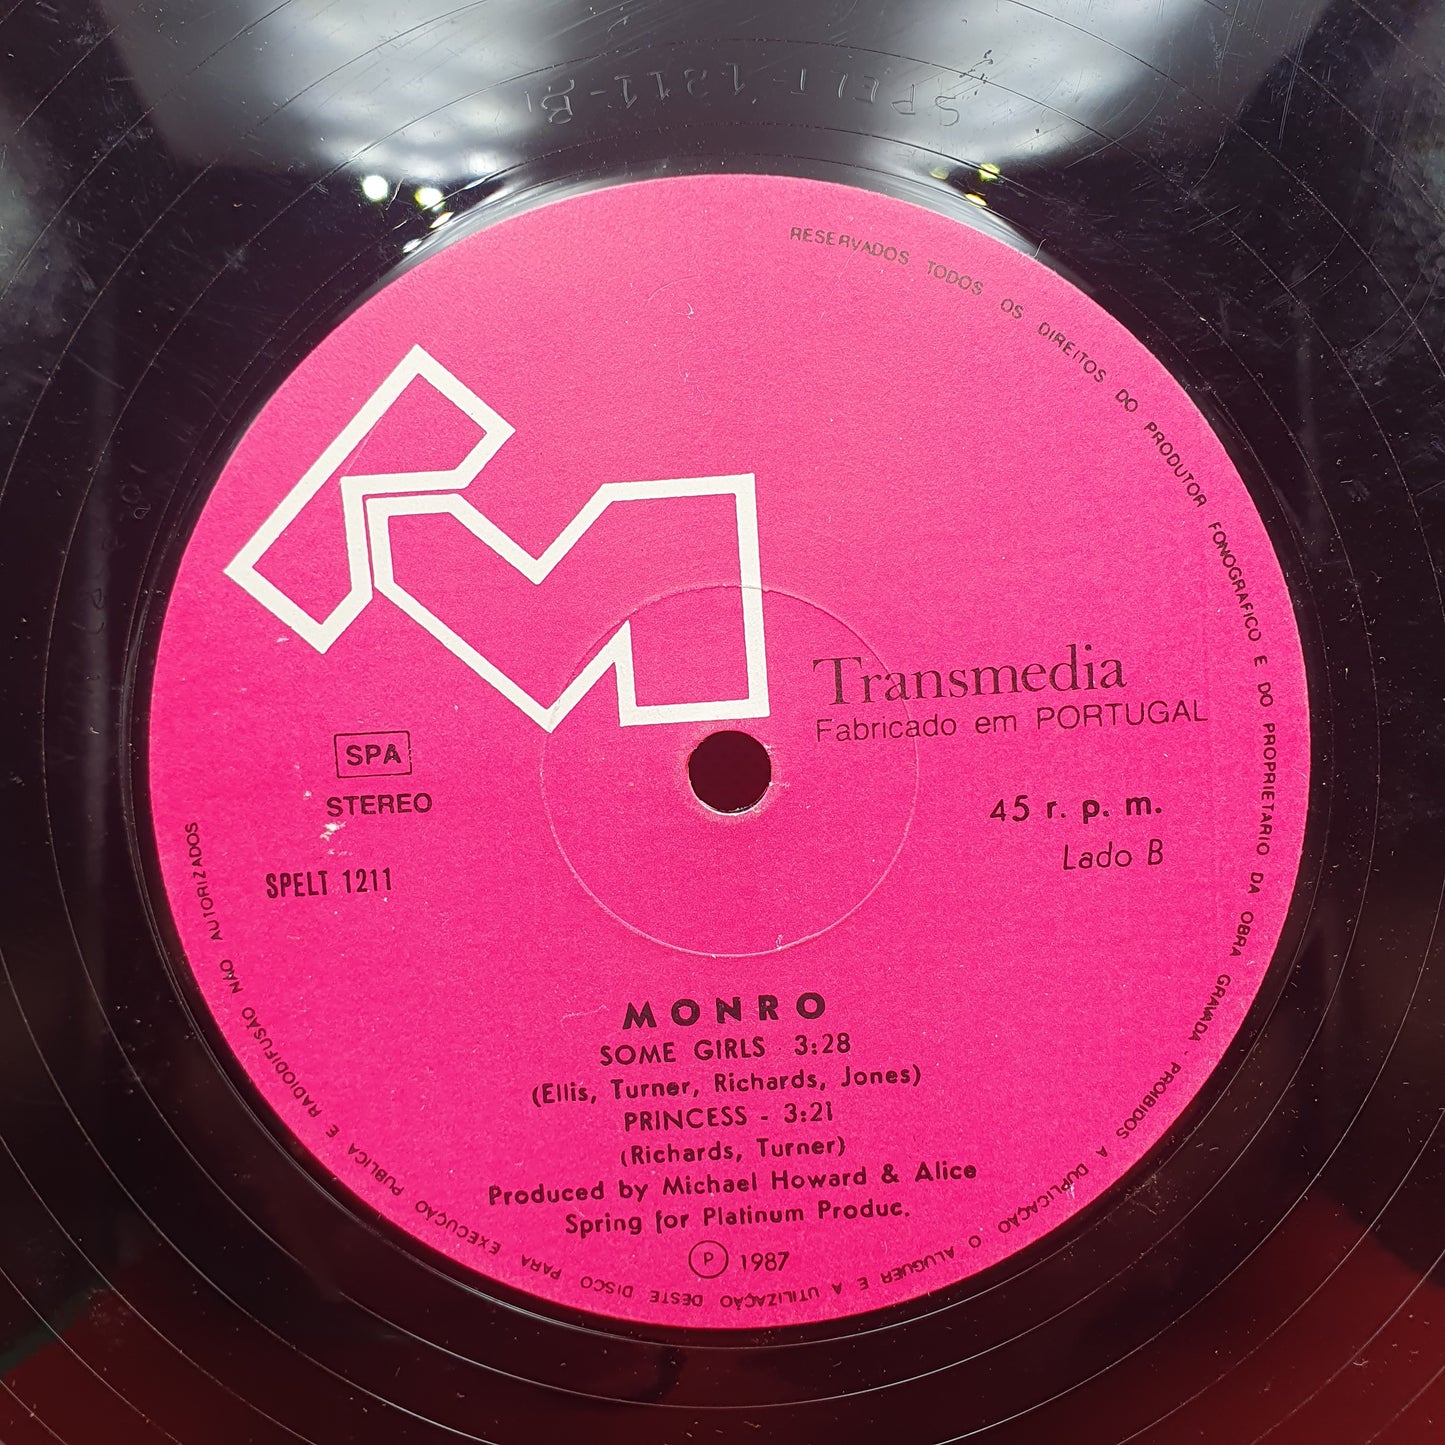 SPELT-1211-B1
RESERVADOS TODOS OS DIREITOS DO PRODUTOR FONOGRAFICO E DO PROPRIETARIO DA OBRA GRAVADA - PROIBIDOS A DUPLICAÇAO O ALUGUER E A UTILIZAÇÃO DESTE DISCO PARA EXECUÇÃO PUBLICA E RADIODIFUSÃO NÃO AUTORIZADOS
Transmedia
Fabricado em PORTUGAL
SPA
STEREO
SPELT 1211
45 r. p. m.
Lado B
MONRO
SOME GIRLS 3:28
(Ellis, Turner, Richards, Jones)
PRINCESS - 3:21
(Richards, Turner)
Produced by Michael Howard & Alice
Spring for Platinum Produc.
Ⓟ 1987